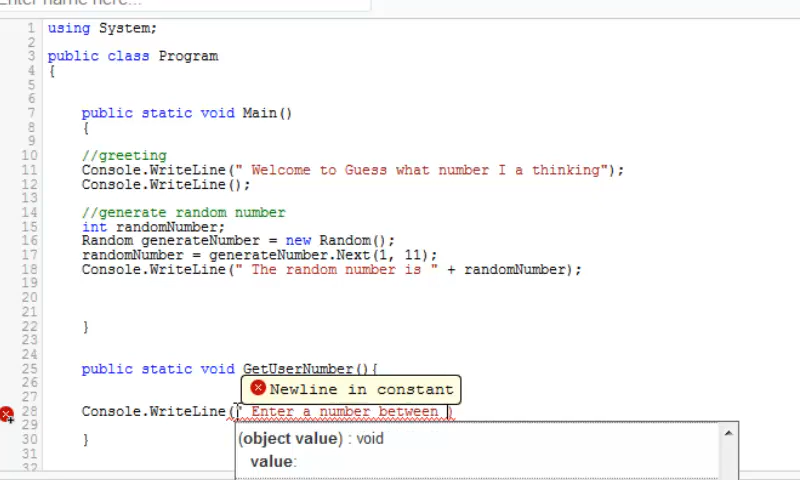 Enter name here...
1 using System;
2
3 public class Program
4 {
5
6
7 public static void Main()
8 {
9
10 //greeting
11 Console.WriteLine(" Welcome to Guess what number I a thinking");
12 Console.WriteLine();
13
14 //generate random number
15 int randomNumber;
16 Random generateNumber = new Random();
17 randomNumber = generateNumber.Next(1, 11);
18 Console.WriteLine(" The random number is " + randomNumber);
19
20
21
22 }
23
24
25 public static void GetUserNumber(){
26 Newline in constant
27
28 Console.WriteLine(" Enter a number between )
29 (object value) : void
30 }
31 value:
32